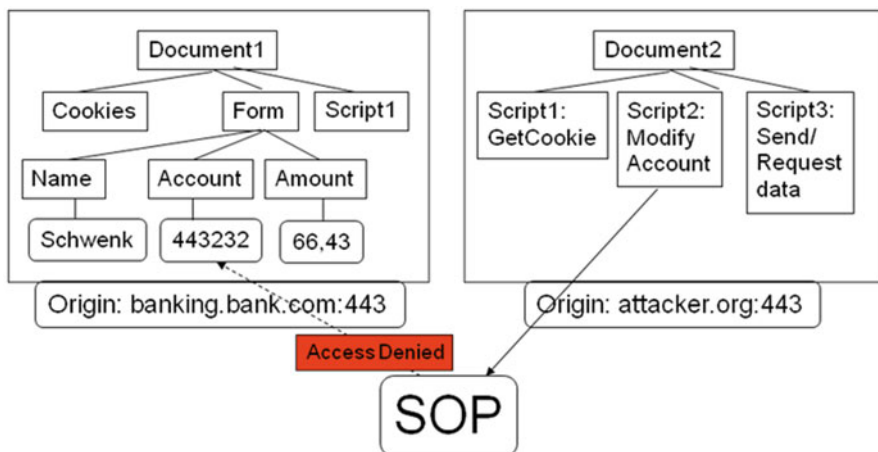 Document1
Cookies
Form
Script1
Name
Account
Amount
Schwenk
443232
66,43
Origin: banking.bank.com:443
Document2
Script1:
GetCookie
Script2:
Modify
Account
Script3:
Send/
Request
data
Origin: attacker.org:443
Access Denied
SOP